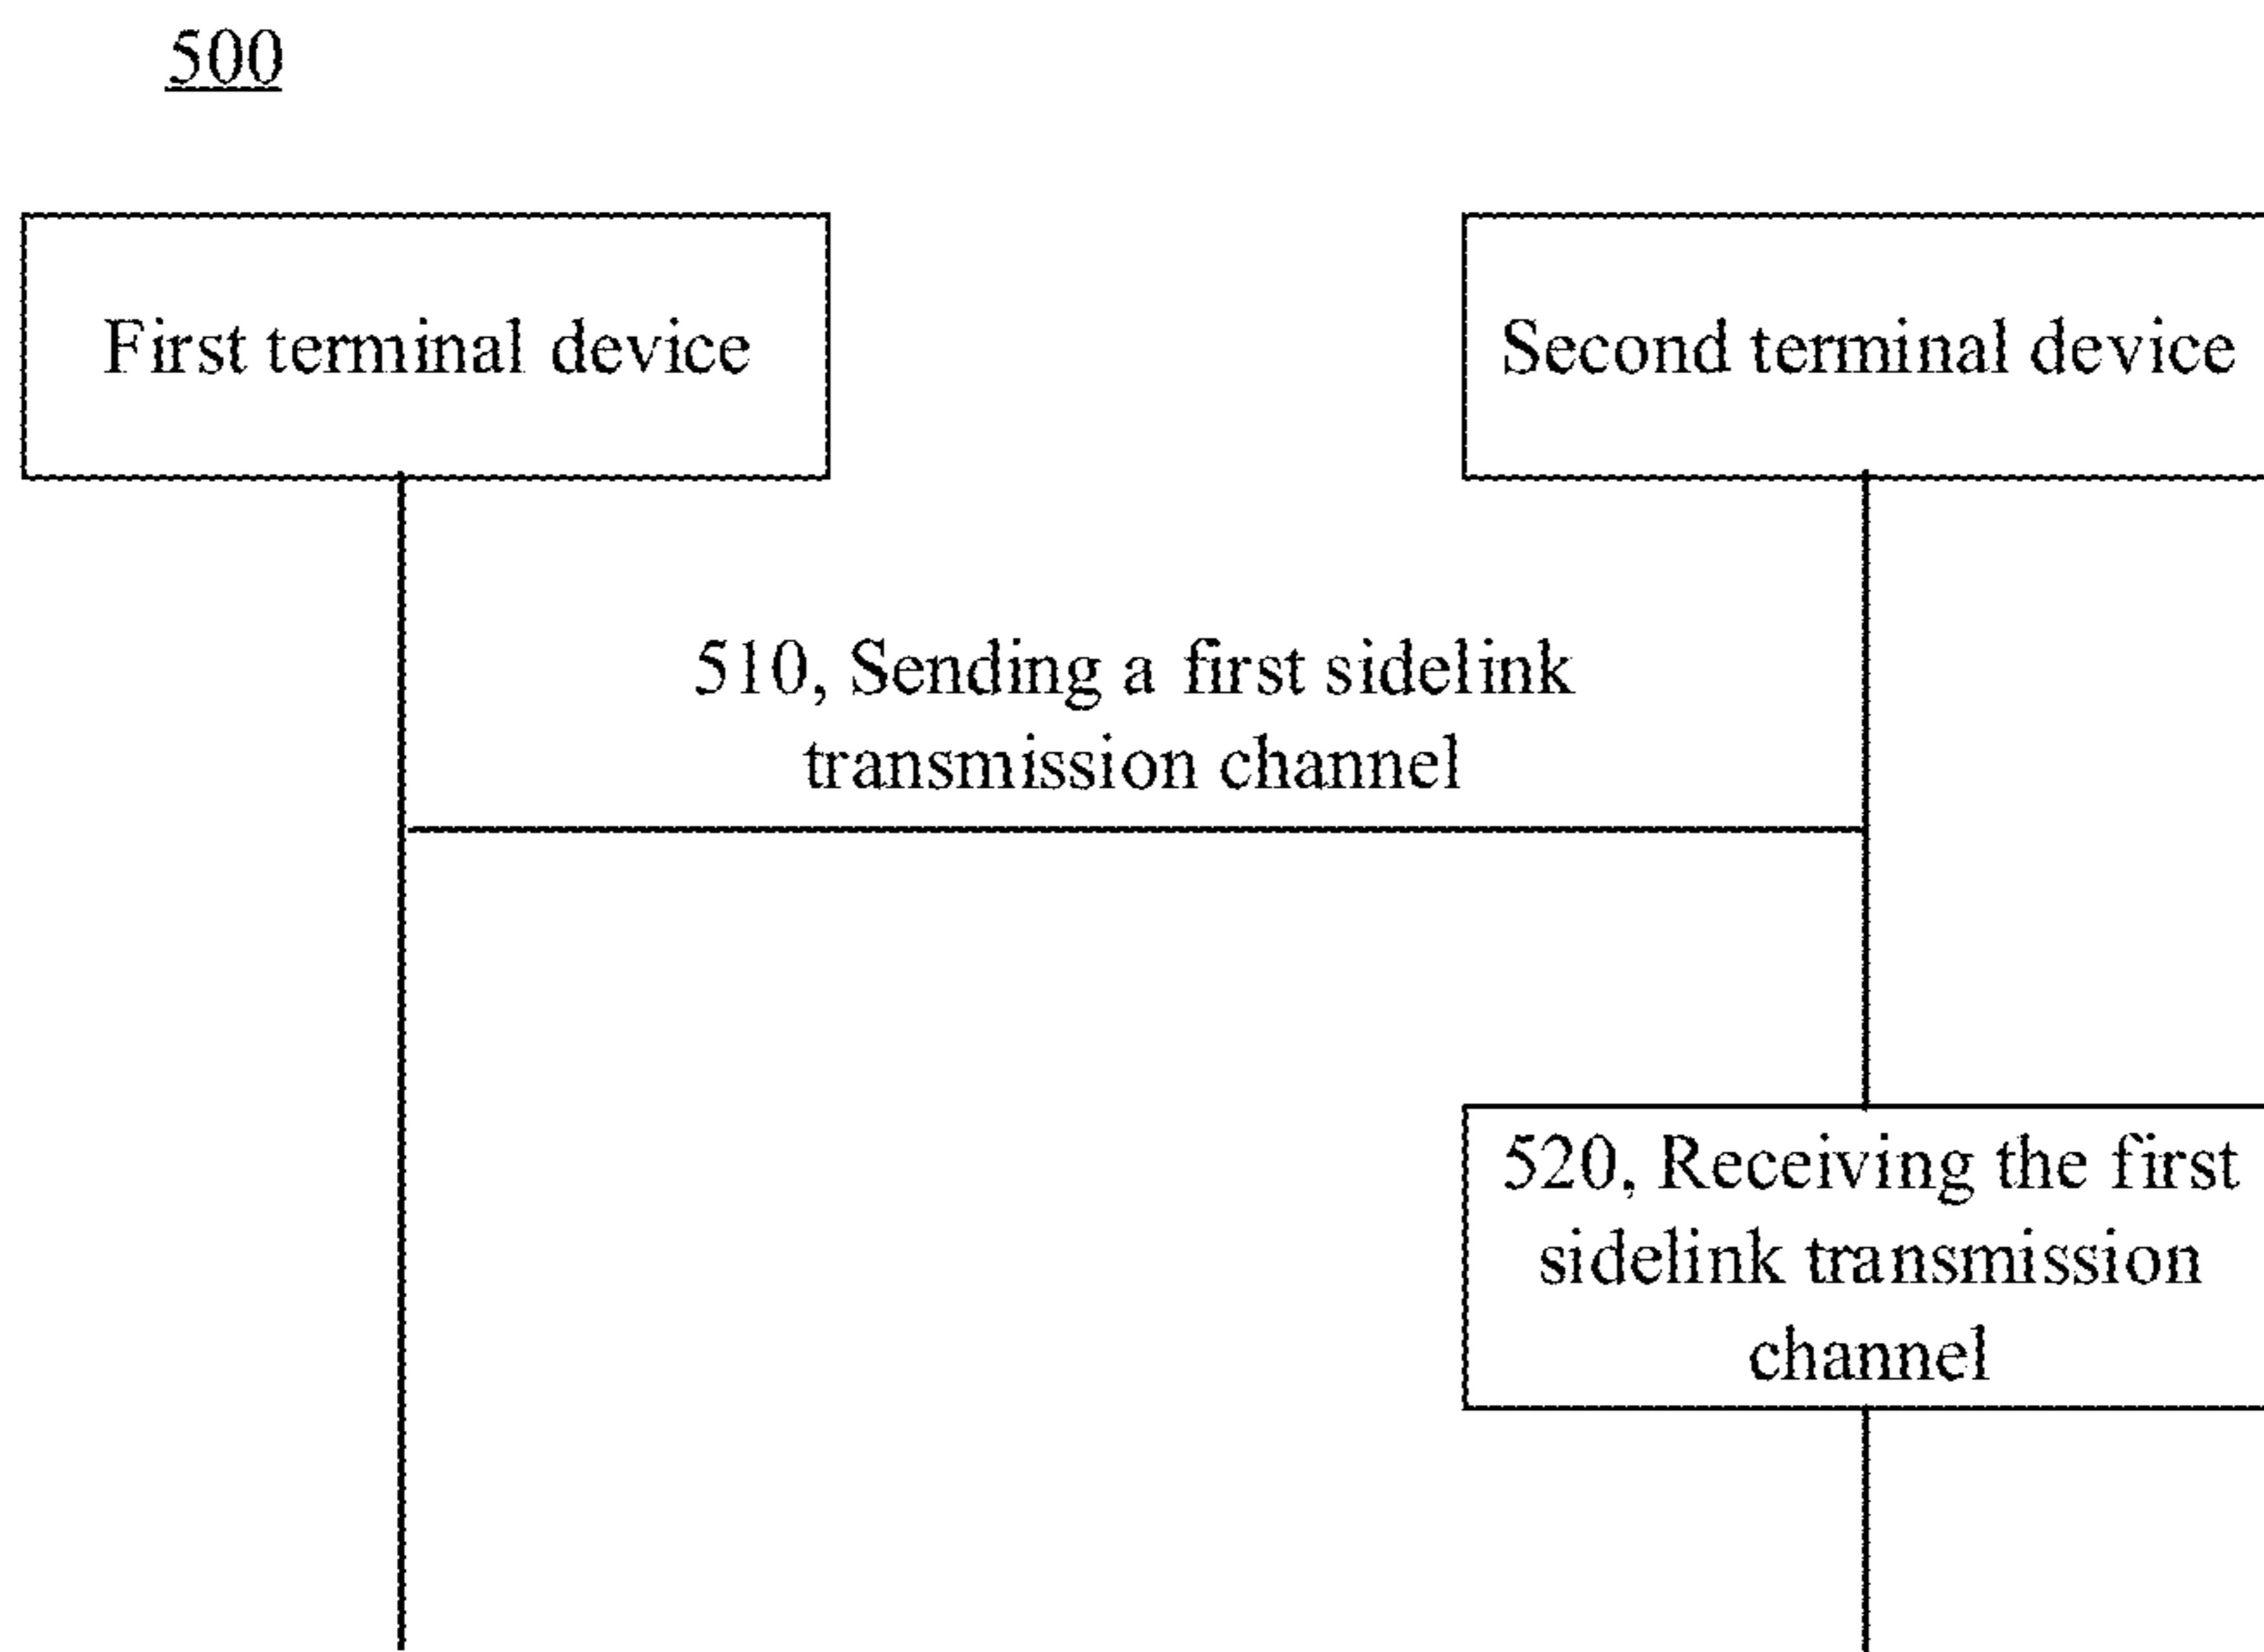 500
First terminal device
Second terminal device
510, Sending a first sidelink
transmission channel
520, Receiving the first
sidelink transmission
channel